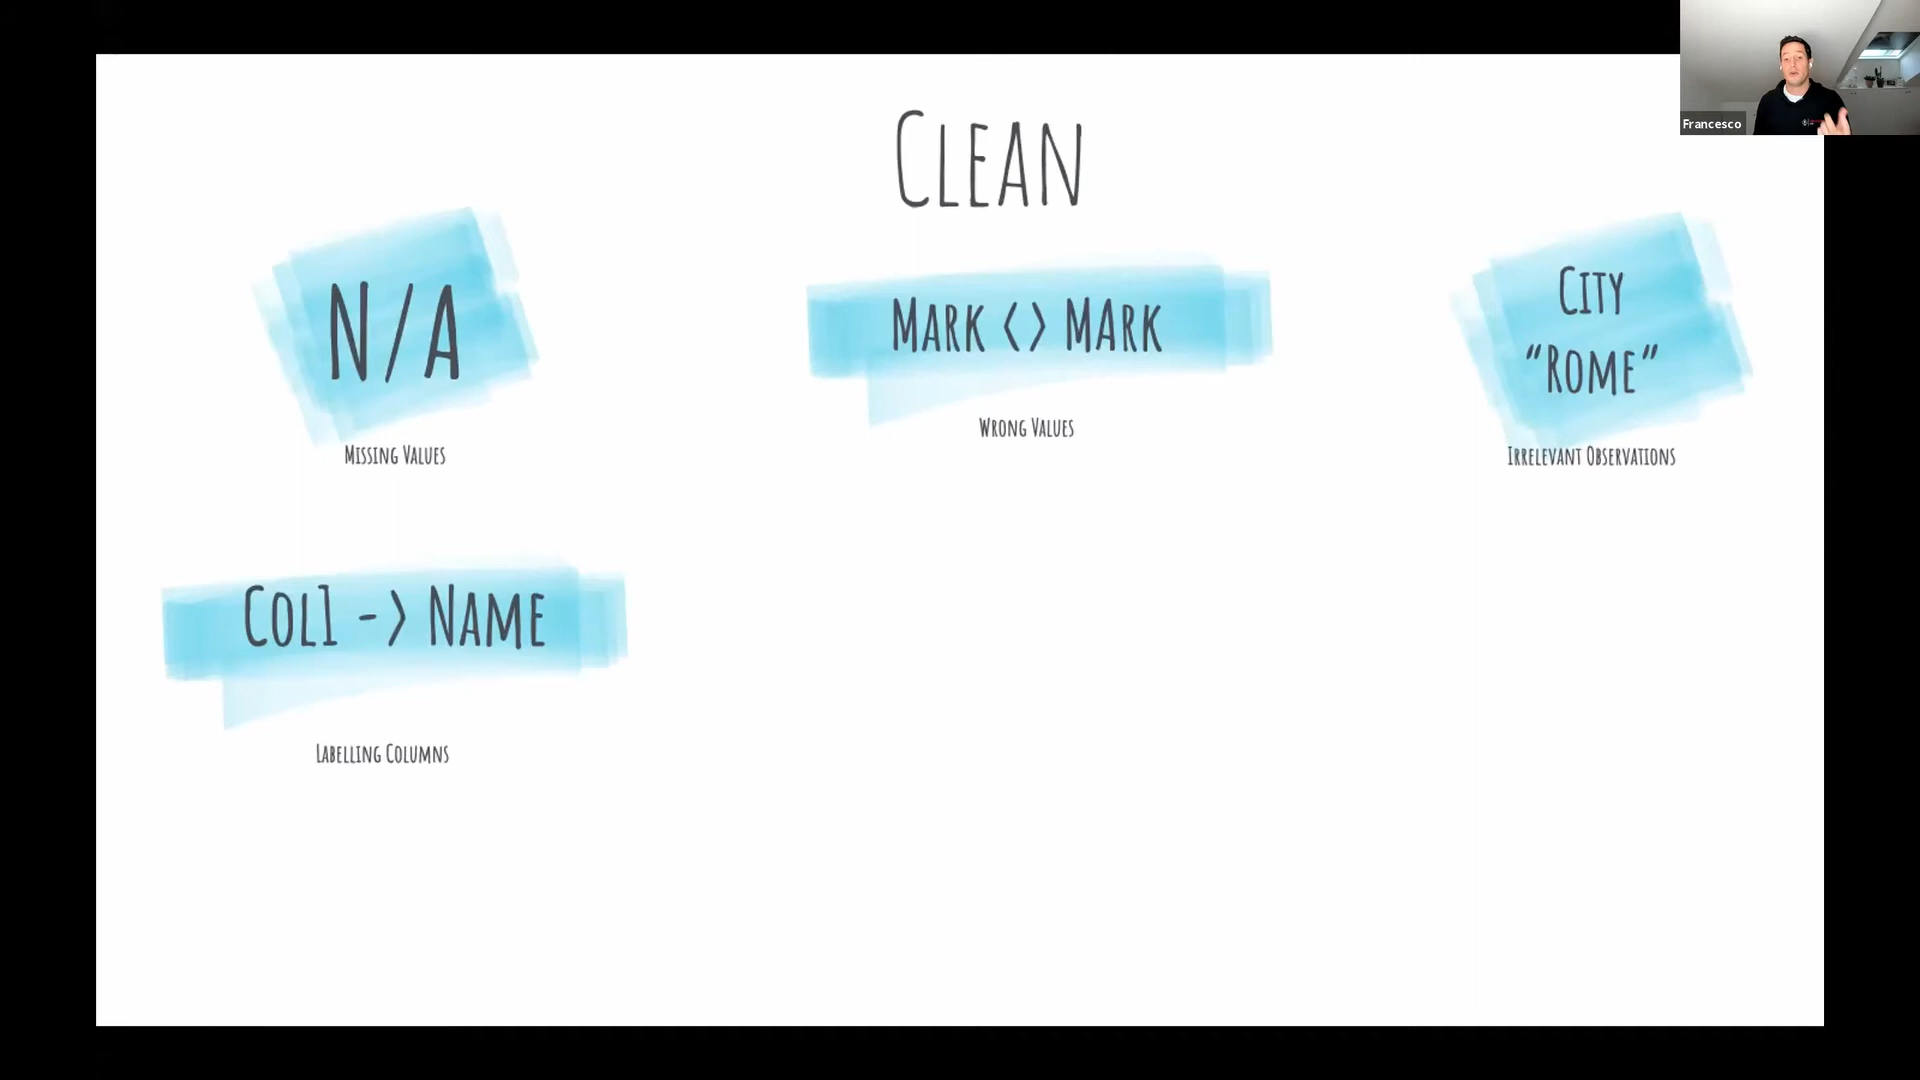 Francesco
CLEAN
N/A
MARK <> MARK
CITY
“ROME”
MISSING VALUES
WRONG VALUES
IRRELEVANT OBSERVATIONS
COL1 -> NAME
LABELLING COLUMNS